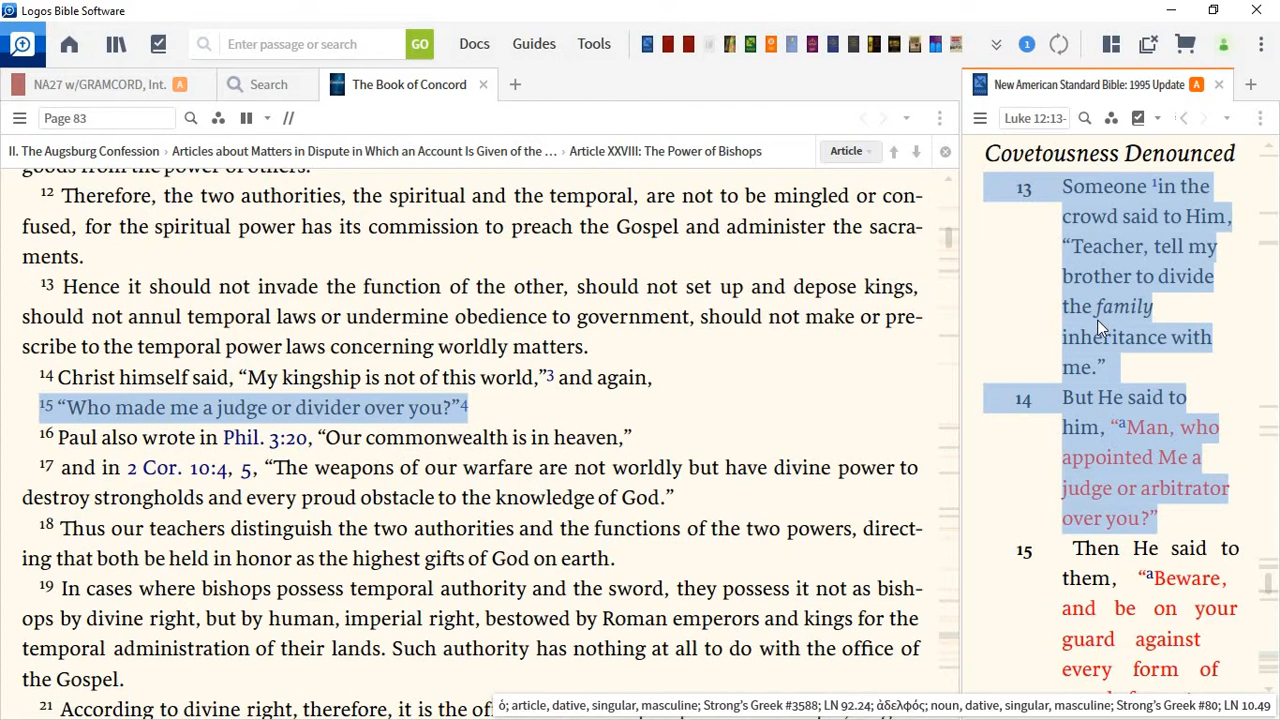 Logos Bible Software
Enter passage or search
GO
Docs
Guides
Tools
1
NA27 w/GRAMCORD, Int.
A
Search
The Book of Concord
New American Standard Bible: 1995 Update
A
Page 83
Luke 12:13-
II. The Augsburg Confession › Articles about Matters in Dispute in Which an Account Is Given of the ... › Article XXVIII: The Power of Bishops
Article
goods from the power of others.
12 Therefore, the two authorities, the spiritual and the temporal, are not to be mingled or con-
fused, for the spiritual power has its commission to preach the Gospel and administer the sacra-
ments.
13 Hence it should not invade the function of the other, should not set up and depose kings,
should not annul temporal laws or undermine obedience to government, should not make or pre-
scribe to the temporal power laws concerning worldly matters.
14 Christ himself said, “My kingship is not of this world,”3 and again,
15 “Who made me a judge or divider over you?”4
16 Paul also wrote in Phil. 3:20, “Our commonwealth is in heaven,”
17 and in 2 Cor. 10:4, 5, “The weapons of our warfare are not worldly but have divine power to
destroy strongholds and every proud obstacle to the knowledge of God.”
18 Thus our teachers distinguish the two authorities and the functions of the two powers, direct-
ing that both be held in honor as the highest gifts of God on earth.
19 In cases where bishops possess temporal authority and the sword, they possess it not as bish-
ops by divine right, but by human, imperial right, bestowed by Roman emperors and kings for the
temporal administration of their lands. Such authority has nothing at all to do with the office of
the Gospel.
21 According to divine right, therefore, it is the off
Covetousness Denounced
13 Someone 1in the
crowd said to Him,
“Teacher, tell my
brother to divide
the family
inheritance with
me.”
14 But He said to
him, “aMan, who
appointed Me a
judge or arbitrator
over you?”
15 Then He said to
them, “aBeware,
and be on your
guard against
every form of
ὁ; article, dative, singular, masculine; Strong’s Greek #3588; LN 92.24; ἀδελφός; noun, dative, singular, masculine; Strong’s Greek #80; LN 10.49